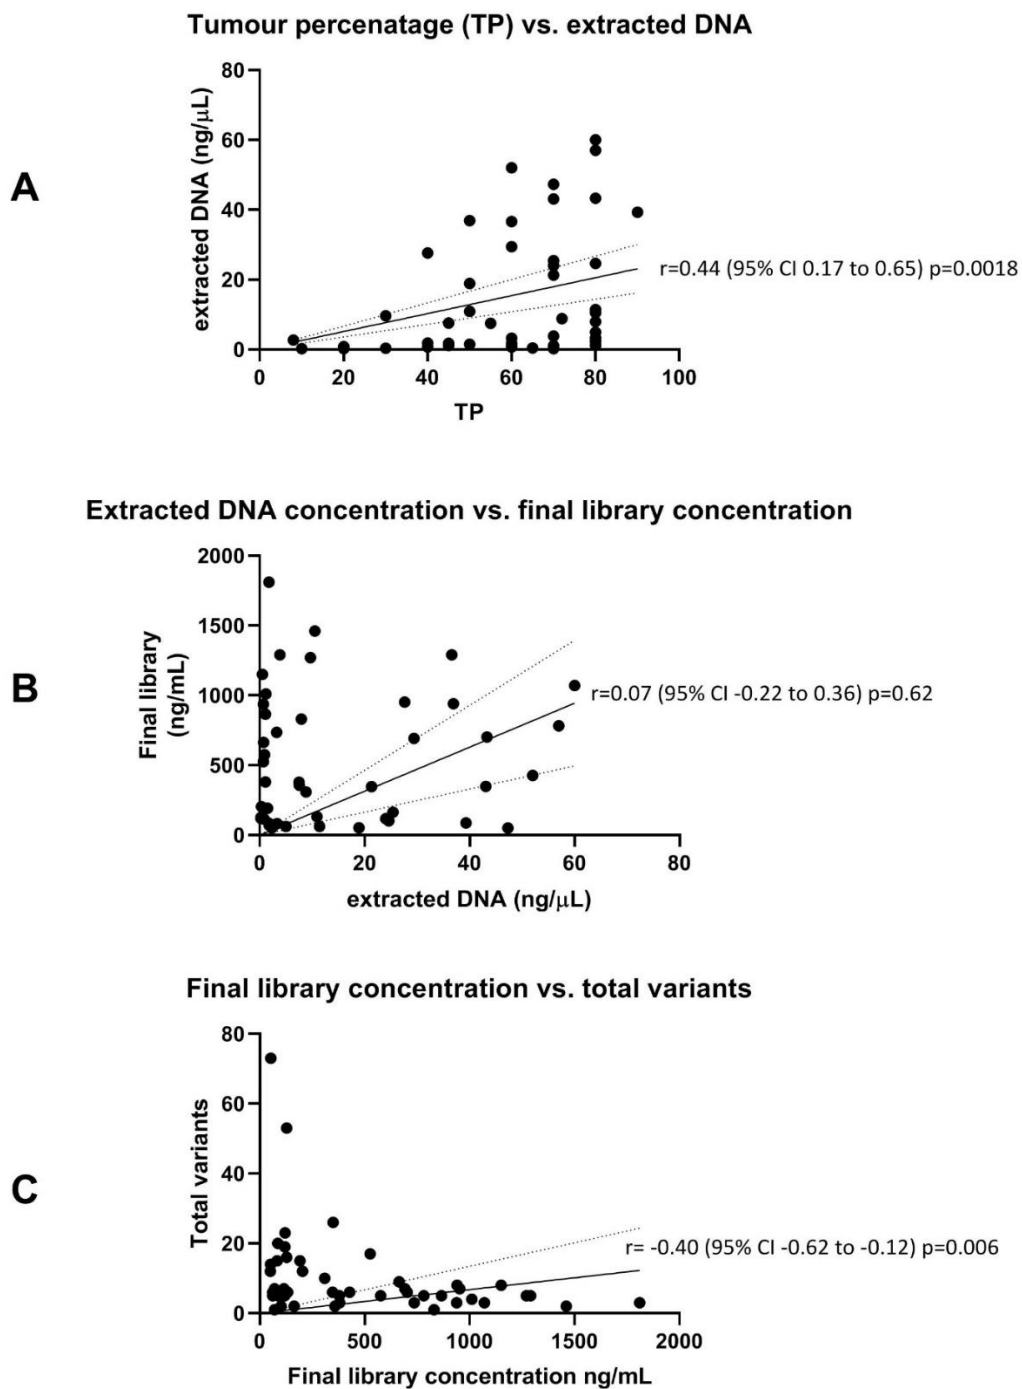 Tumour percenatage (TP) vs. extracted DNA
A
extracted DNA (ng/μL)
80
60
40
20
0
r=0.44 (95% CI 0.17 to 0.65) p=0.0018
0 20 40 60 80 100
TP
Extracted DNA concentration vs. final library concentration
B
Final library
(ng/mL)
2000
1500
1000
500
0
r=0.07 (95% CI -0.22 to 0.36) p=0.62
0 20 40 60 80
extracted DNA (ng/μL)
Final library concentration vs. total variants
C
Total variants
80
60
40
20
0
r= -0.40 (95% CI -0.62 to -0.12) p=0.006
0 500 1000 1500 2000
Final library concentration ng/mL